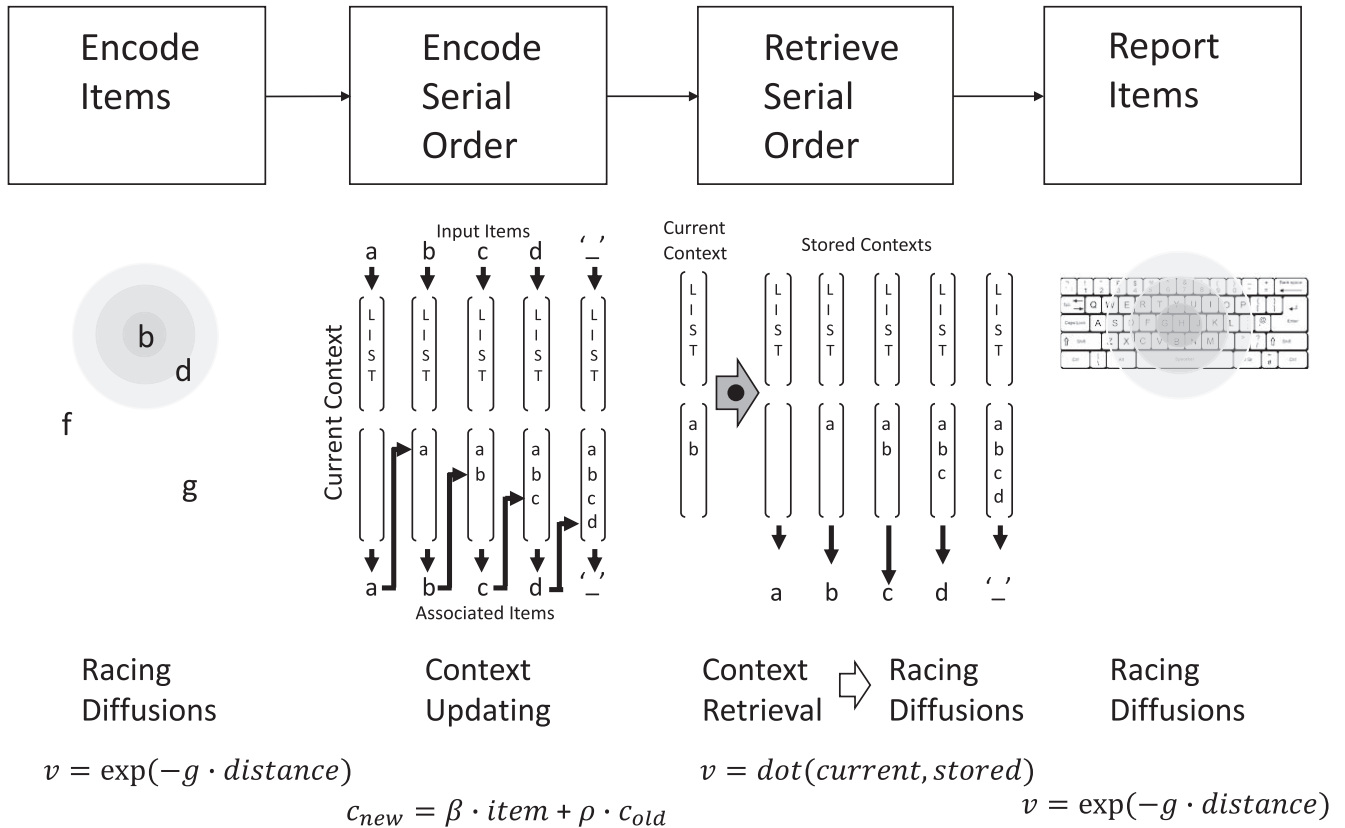 Encode
Items
Encode
Serial
Order
Retrieve
Serial
Order
Report
Items
b
d
f
g
Input Items
a b c d ‘_’
Current Context
L L L L L
I I I I I
S S S S S
T T T T T
a a a a
b b b
c c
d
a b c d ‘_’
Associated Items
Current
Context
Stored Contexts
L L L L L L
I I I I I I
S S S S S S
T T T T T T
a a a a a
b b b b
c c
d
a b c d ‘_’
Q W E R T Y U I O P
A S D F G H J K L
Z X C V B N M
Racing
Diffusions
Context
Updating
Context
Retrieval
Racing
Diffusions
Racing
Diffusions
v = exp(−g · distance)
c_new = β · item + ρ · c_old
v = dot(current, stored)
v = exp(−g · distance)